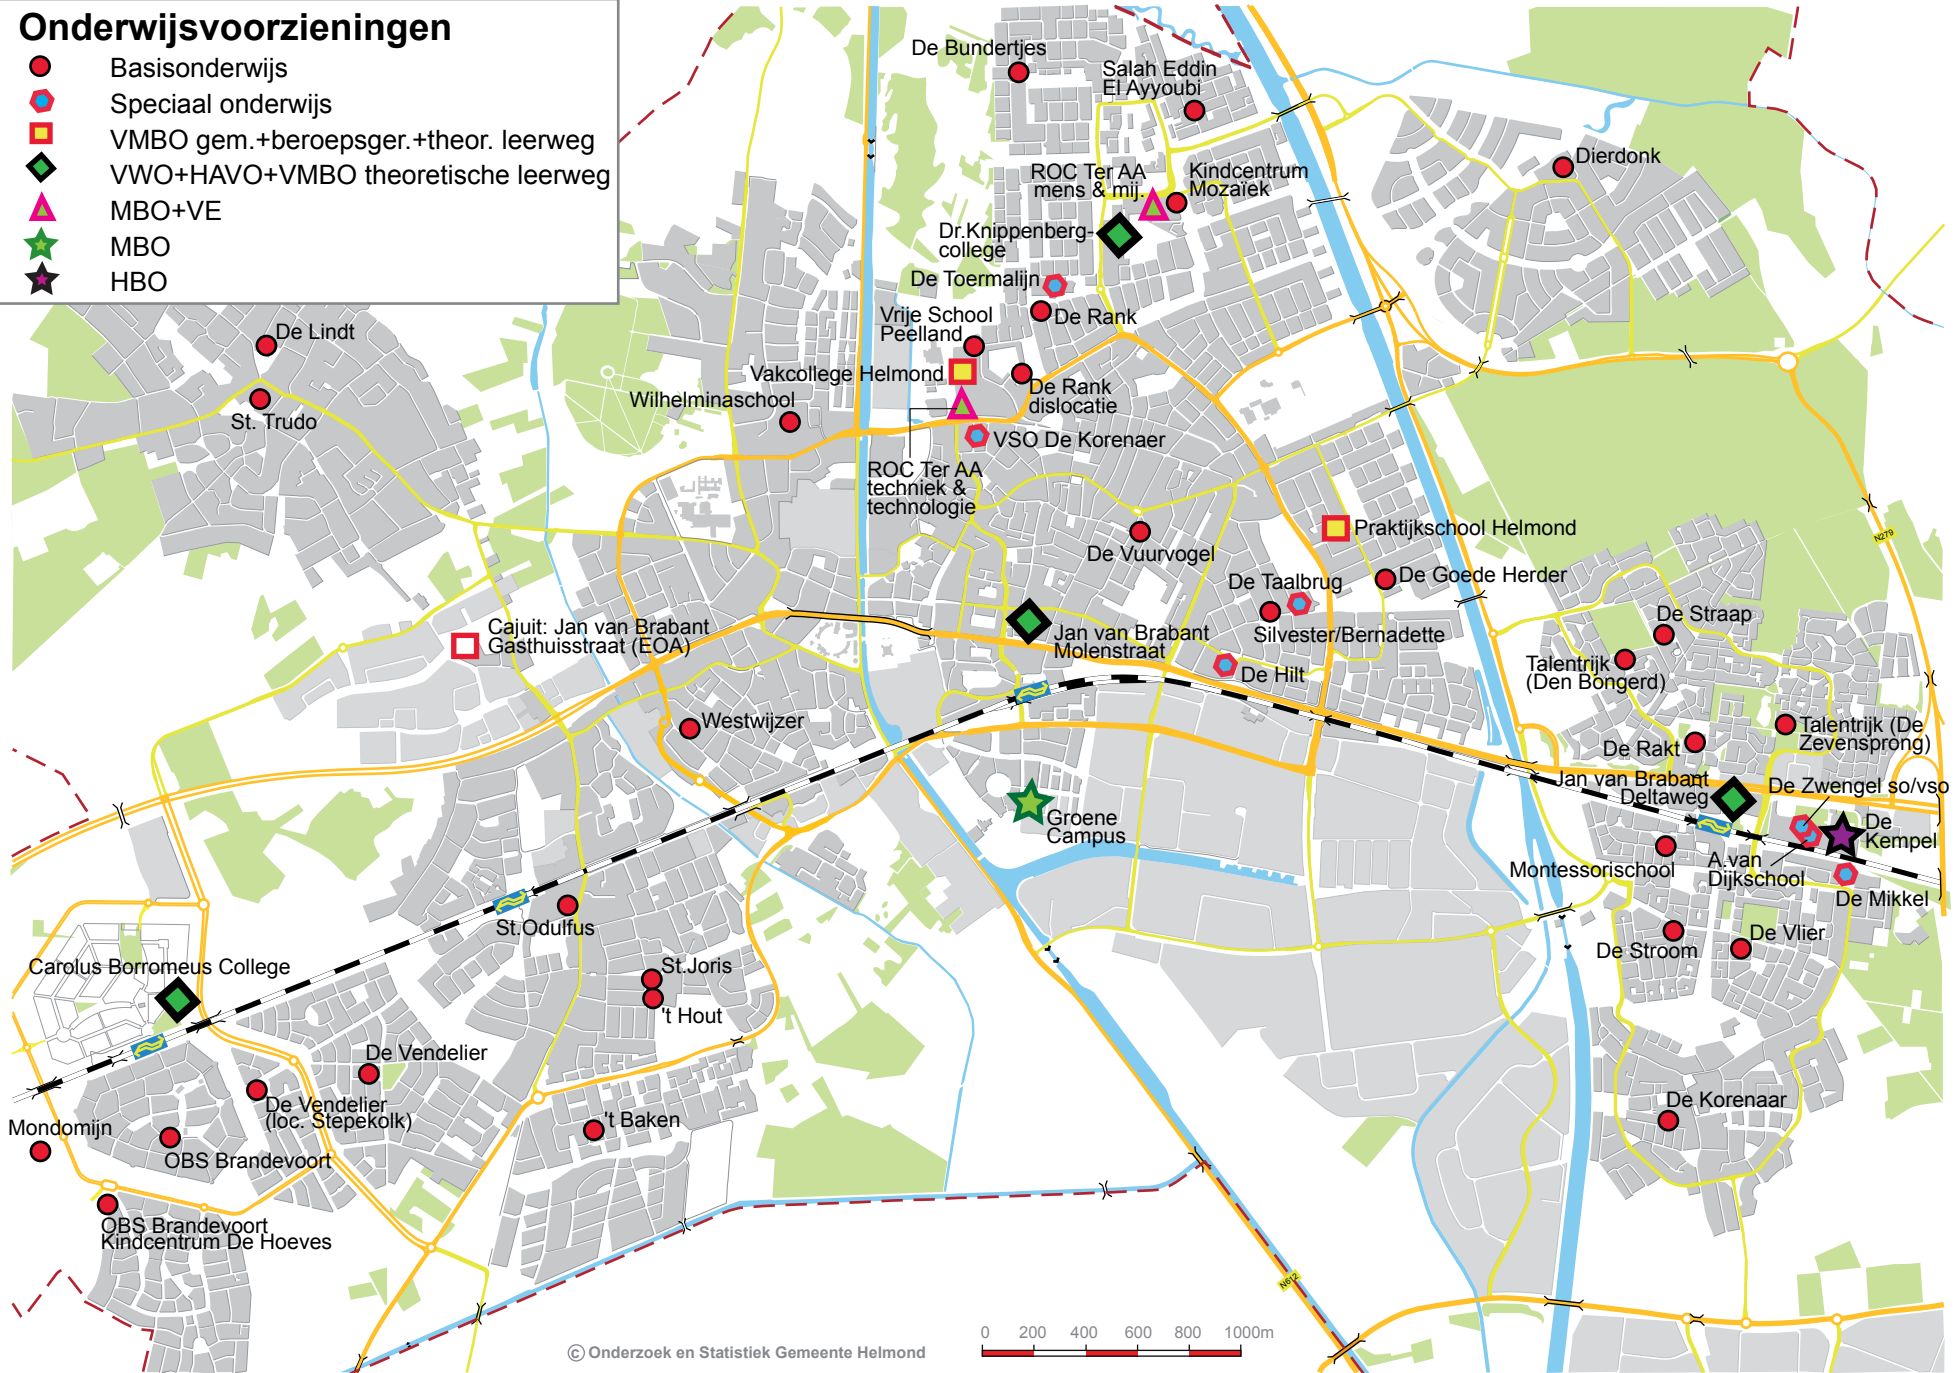 Onderwijsvoorzieningen
Basisonderwijs
Speciaal onderwijs
VMBO gem.+beroepsger.+theor. leerweg
VWO+HAVO+VMBO theoretische leerweg
MBO+VE
MBO
HBO
De Bundertjes
Salah Eddin
El Ayyoubi
Dierdonk
ROC Ter AA
mens & mij.
Kindcentrum
Mozaïek
Dr.Knippenberg-
college
De Toermalijn
De Rank
Vrije School
Peelland
De Lindt
St. Trudo
Vakcollege Helmond
De Rank
dislocatie
Wilhelminaschool
VSO De Korenaer
ROC Ter AA
techniek &
technologie
De Vuurvogel
Praktijkschool Helmond
N279
De Taalbrug
De Goede Herder
Silvester/Bernadette
De Straap
Cajuit: Jan van Brabant
Gasthuisstraat (EOA)
Jan van Brabant
Molenstraat
De Hilt
Talentrijk
(Den Bongerd)
Westwijzer
Talentrijk (De
Zevensprong)
De Rakt
Jan van Brabant
Deltaweg
De Zwengel so/vso
Groene
Campus
De
Kempel
Montessorischool
A.van
Dijkschool
De Mikkel
St.Odulfus
De Stroom
De Vlier
Carolus Borromeus College
St.Joris
't Hout
De Vendelier
De Vendelier
(loc. Stepekolk)
't Baken
De Korenaar
Mondomijn
OBS Brandevoort
OBS Brandevoort
Kindcentrum De Hoeves
N612
© Onderzoek en Statistiek Gemeente Helmond
0 200 400 600 800 1000m